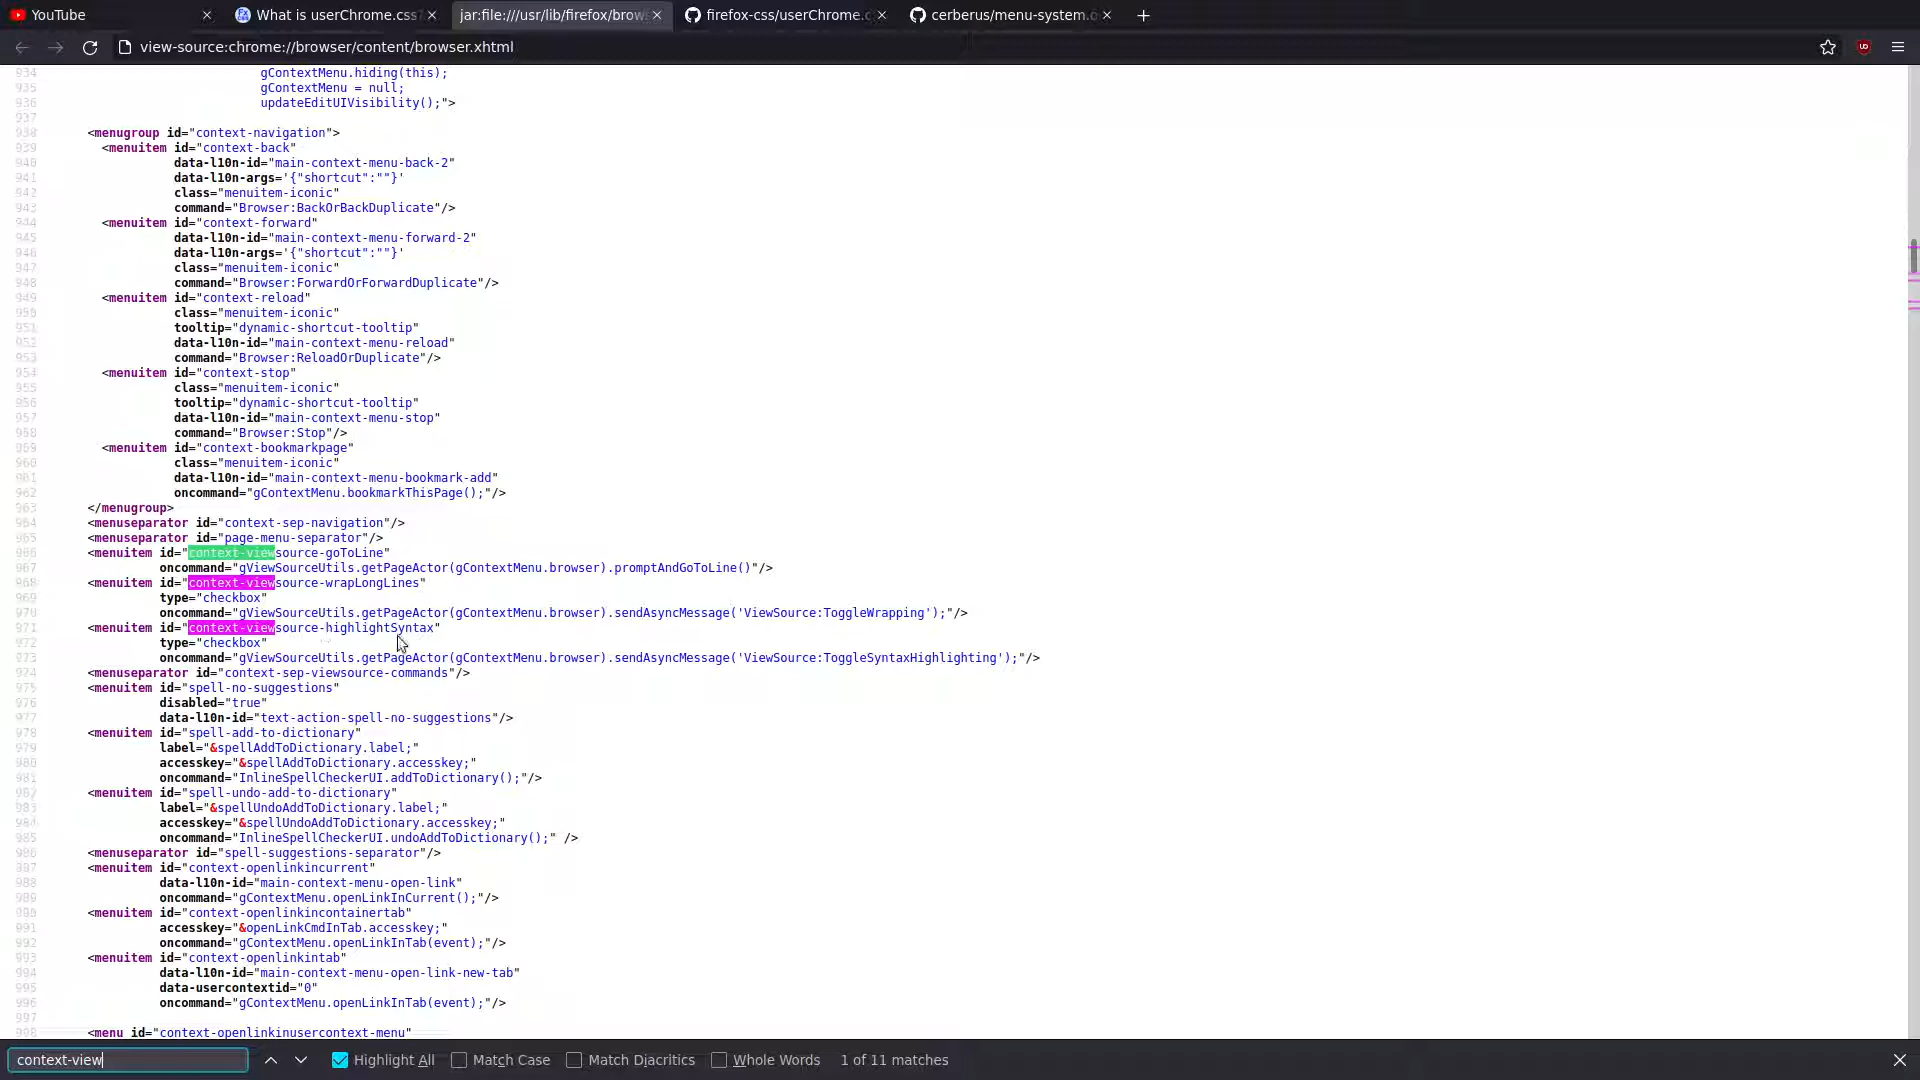 YouTube
What is userChrome.css?
jar:file:///usr/lib/firefox/brow
firefox-css/userChrome.c
cerberus/menu-system.
view-source:chrome://browser/content/browser.xhtml
934 gContextMenu.hiding(this);
935 gContextMenu = null;
936 updateEditUIVisibility();">
937
938 <menugroup id="context-navigation">
939 <menuitem id="context-back"
940 data-l10n-id="main-context-menu-back-2"
941 data-l10n-args='{"shortcut":""}'
942 class="menuitem-iconic"
943 command="Browser:BackOrBackDuplicate"/>
944 <menuitem id="context-forward"
945 data-l10n-id="main-context-menu-forward-2"
946 data-l10n-args='{"shortcut":""}'
947 class="menuitem-iconic"
948 command="Browser:ForwardOrForwardDuplicate"/>
949 <menuitem id="context-reload"
950 class="menuitem-iconic"
951 tooltip="dynamic-shortcut-tooltip"
952 data-l10n-id="main-context-menu-reload"
953 command="Browser:ReloadOrDuplicate"/>
954 <menuitem id="context-stop"
955 class="menuitem-iconic"
956 tooltip="dynamic-shortcut-tooltip"
957 data-l10n-id="main-context-menu-stop"
958 command="Browser:Stop"/>
959 <menuitem id="context-bookmarkpage"
960 class="menuitem-iconic"
961 data-l10n-id="main-context-menu-bookmark-add"
962 oncommand="gContextMenu.bookmarkThisPage();"/>
963 </menugroup>
964 <menuseparator id="context-sep-navigation"/>
965 <menuseparator id="page-menu-separator"/>
966 <menuitem id="context-viewsource-goToLine"
967 oncommand="gViewSourceUtils.getPageActor(gContextMenu.browser).promptAndGoToLine()"/>
968 <menuitem id="context-viewsource-wrapLongLines"
969 type="checkbox"
970 oncommand="gViewSourceUtils.getPageActor(gContextMenu.browser).sendAsyncMessage('ViewSource:ToggleWrapping');"/>
971 <menuitem id="context-viewsource-highlightSyntax"
972 type="checkbox"
973 oncommand="gViewSourceUtils.getPageActor(gContextMenu.browser).sendAsyncMessage('ViewSource:ToggleSyntaxHighlighting');"/>
974 <menuseparator id="context-sep-viewsource-commands"/>
975 <menuitem id="spell-no-suggestions"
976 disabled="true"
977 data-l10n-id="text-action-spell-no-suggestions"/>
978 <menuitem id="spell-add-to-dictionary"
979 label="&spellAddToDictionary.label;"
980 accesskey="&spellAddToDictionary.accesskey;"
981 oncommand="InlineSpellCheckerUI.addToDictionary();"/>
982 <menuitem id="spell-undo-add-to-dictionary"
983 label="&spellUndoAddToDictionary.label;"
984 accesskey="&spellUndoAddToDictionary.accesskey;"
985 oncommand="InlineSpellCheckerUI.undoAddToDictionary();" />
986 <menuseparator id="spell-suggestions-separator"/>
987 <menuitem id="context-openlinkincurrent"
988 data-l10n-id="main-context-menu-open-link"
989 oncommand="gContextMenu.openLinkInCurrent();"/>
990 <menuitem id="context-openlinkincontainertab"
991 accesskey="&openLinkCmdInTab.accesskey;"
992 oncommand="gContextMenu.openLinkInTab(event);"/>
993 <menuitem id="context-openlinkintab"
994 data-l10n-id="main-context-menu-open-link-new-tab"
995 data-usercontextid="0"
996 oncommand="gContextMenu.openLinkInTab(event);"/>
997
998 <menu id="context-openlinkinusercontext-menu"
context-view
Highlight All
Match Case
Match Diacritics
Whole Words
1 of 11 matches